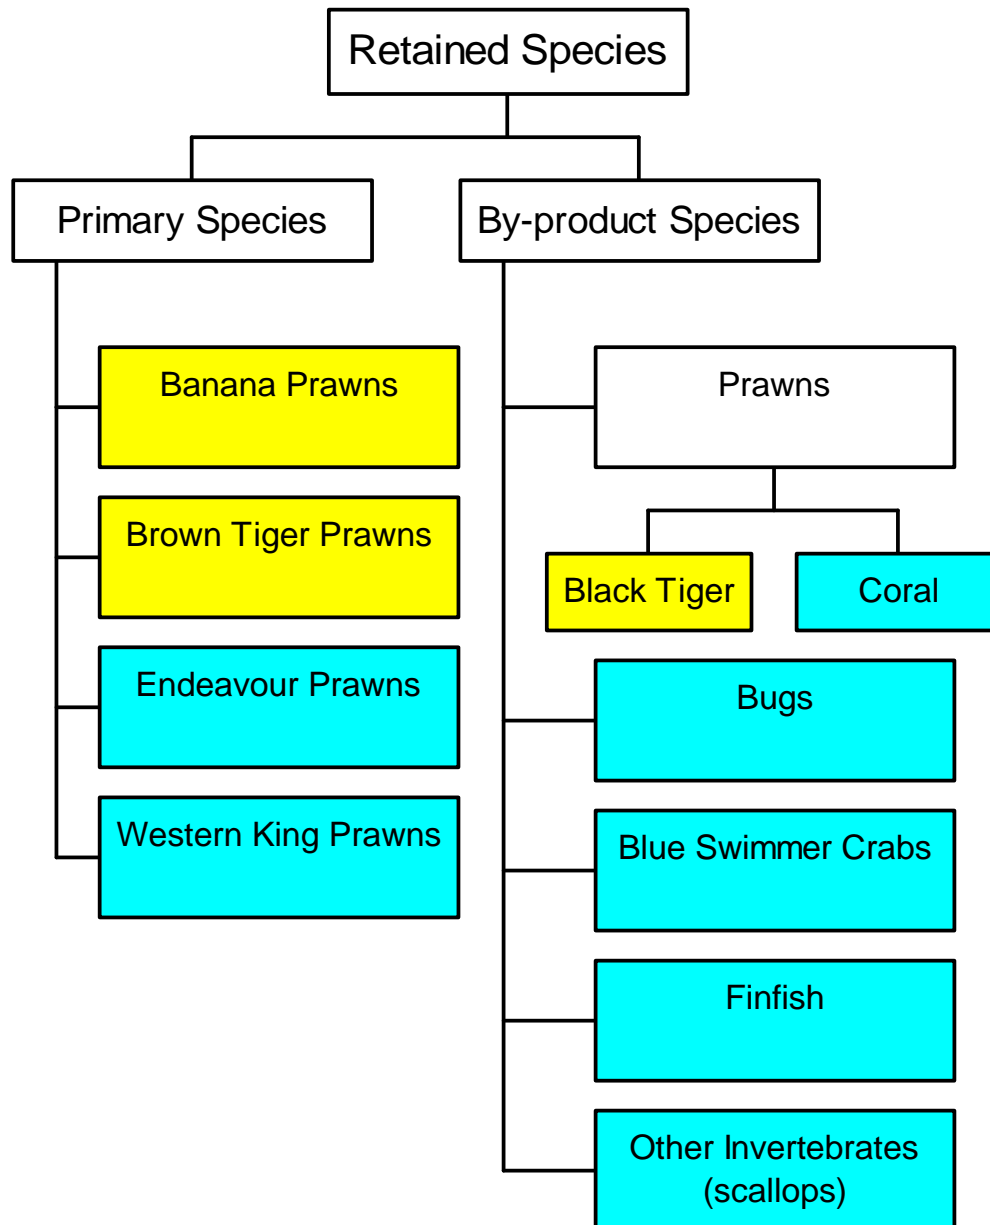 Retained Species
Primary Species
By-product Species
Banana Prawns
Brown Tiger Prawns
Endeavour Prawns
Western King Prawns
Prawns
Black Tiger
Coral
Bugs
Blue Swimmer Crabs
Finfish
Other Invertebrates
(scallops)